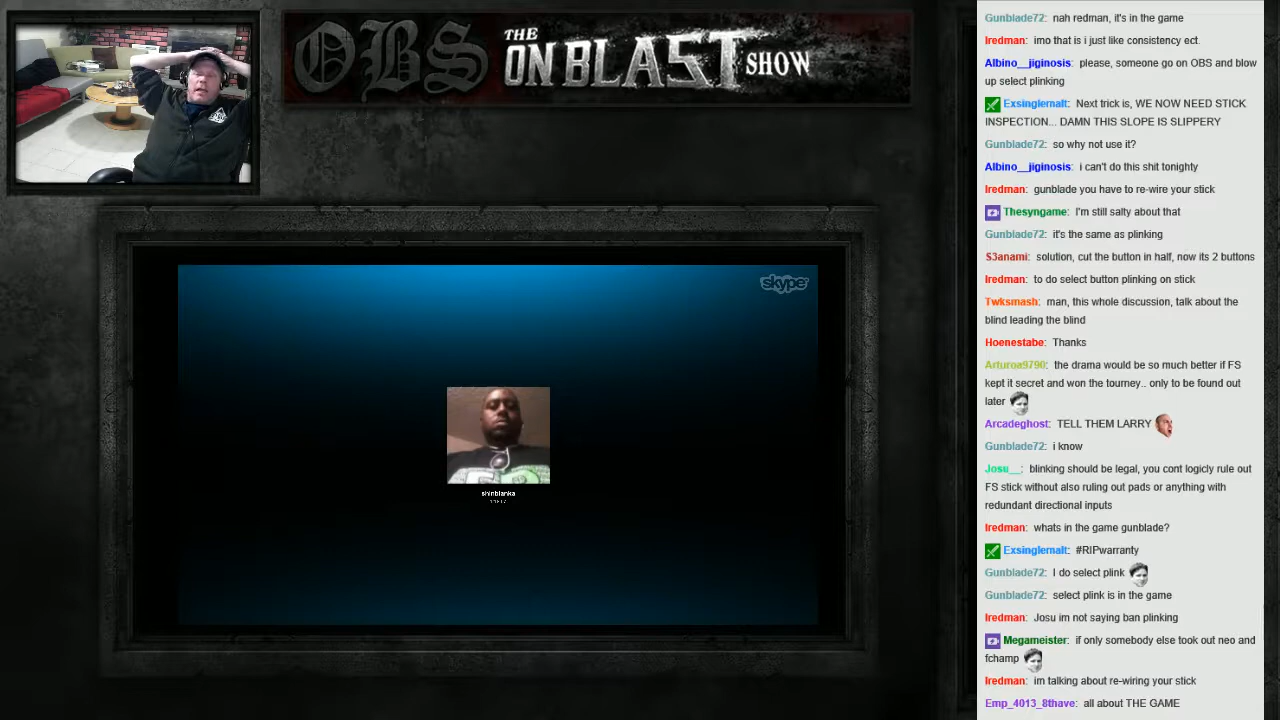 OBS THE ON BLAST SHOW
skype
shinblanka
Gunblade72: nah redman, it's in the game
Iredman: imo that is i just like consistency ect.
Albino__jiginosis: please, someone go on OBS and blow
up select plinking
Exsinglemalt: Next trick is, WE NOW NEED STICK
INSPECTION... DAMN THIS SLOPE IS SLIPPERY
Gunblade72: so why not use it?
Albino__jiginosis: i can't do this shit tonighty
Iredman: gunblade you have to re-wire your stick
Thesyngame: I'm still salty about that
Gunblade72: it's the same as plinking
S3anami: solution, cut the button in half, now its 2 buttons
Iredman: to do select button plinking on stick
Twksmash: man, this whole discussion, talk about the
blind leading the blind
Hoenestabe: Thanks
Arturoa9790: the drama would be so much better if FS
kept it secret and won the tourney.. only to be found out
later
Arcadeghost: TELL THEM LARRY
Gunblade72: i know
Josu__: blinking should be legal, you cont logicly rule out
FS stick without also ruling out pads or anything with
redundant directional inputs
Iredman: whats in the game gunblade?
Exsinglemalt: #RIPwarranty
Gunblade72: I do select plink
Gunblade72: select plink is in the game
Iredman: Josu im not saying ban plinking
Megameister: if only somebody else took out neo and
fchamp
Iredman: im talking about re-wiring your stick
Emp_4013_8thave: all about THE GAME